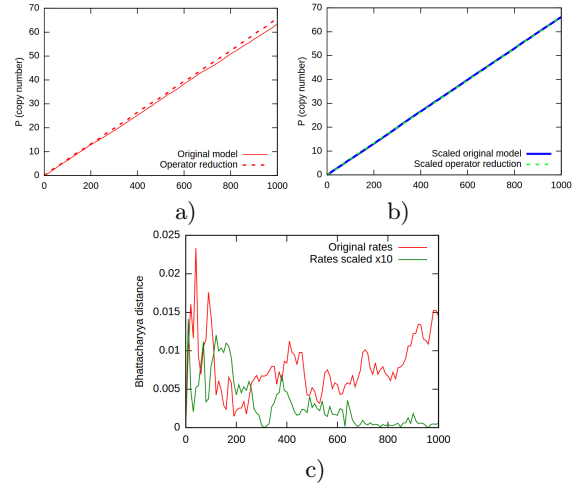 70
60
50
40
30
20
10
0
P (copy number)
Original model
Operator reduction
0 200 400 600 800 1000
a)
70
60
50
40
30
20
10
0
P (copy number)
Scaled original model
Scaled operator reduction
0 200 400 600 800 1000
b)
0.025
0.02
0.015
0.01
0.005
0
Bhattacharyya distance
Original rates
Rates scaled x10
0 200 400 600 800 1000
c)